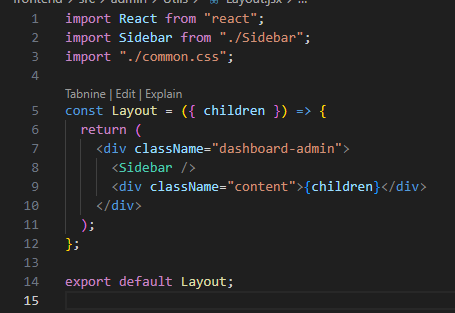 frontend > src > admin > Utils > Layout.jsx > ...
1 import React from "react";
2 import Sidebar from "./Sidebar";
3 import "./common.css";
4
Tabnine | Edit | Explain
5 const Layout = ({ children }) => {
6 return (
7 <div className="dashboard-admin">
8 <Sidebar />
9 <div className="content">{children}</div>
10 </div>
11 );
12 };
13
14 export default Layout;
15